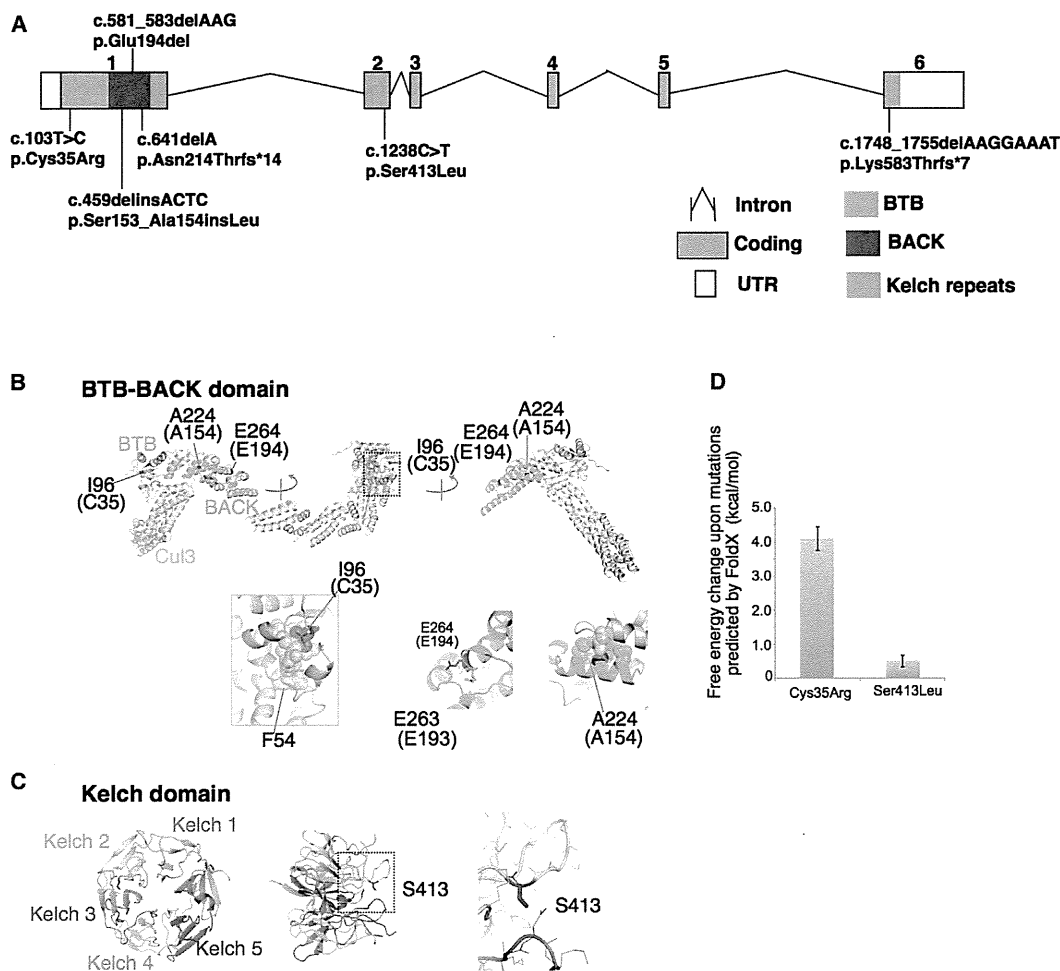 A
c.581_583delAAG
p.Glu194del
1
2
3
4
5
6
c.103T>C
p.Cys35Arg
c.641delA
p.Asn214Thrfs*14
c.459delinsACTC
p.Ser153_Ala154insLeu
c.1238C>T
p.Ser413Leu
c.1748_1755delAAGGAAAT
p.Lys583Thrfs*7
Intron
BTB
Coding
BACK
UTR
Kelch repeats
B
BTB-BACK domain
A224
(A154)
E264
(E194)
BTB
I96
(C35)
BACK
Cul3
I96
(C35)
E264
(E194)
A224
(A154)
I96
(C35)
F54
E264
(E194)
E263
(E193)
A224
(A154)
D
Free energy change upon mutations
predicted by FoldX (kcal/mol)
5.0
4.0
3.0
2.0
1.0
0
Cys35Arg
Ser413Leu
C
Kelch domain
Kelch 1
Kelch 2
Kelch 3
Kelch 4
Kelch 5
S413
S413